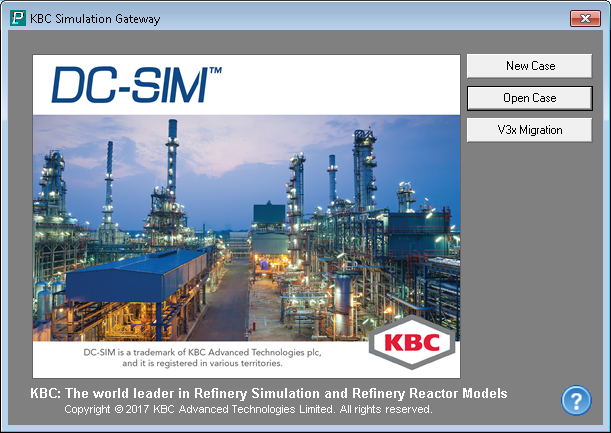 KBC Simulation Gateway
DC-SIM™
New Case
Open Case
V3x Migration
DC-SIM is a trademark of KBC Advanced Technologies plc,
and it is registered in various territories.
KBC
KBC: The world leader in Refinery Simulation and Refinery Reactor Models
Copyright © 2017 KBC Advanced Technologies Limited. All rights reserved.
?